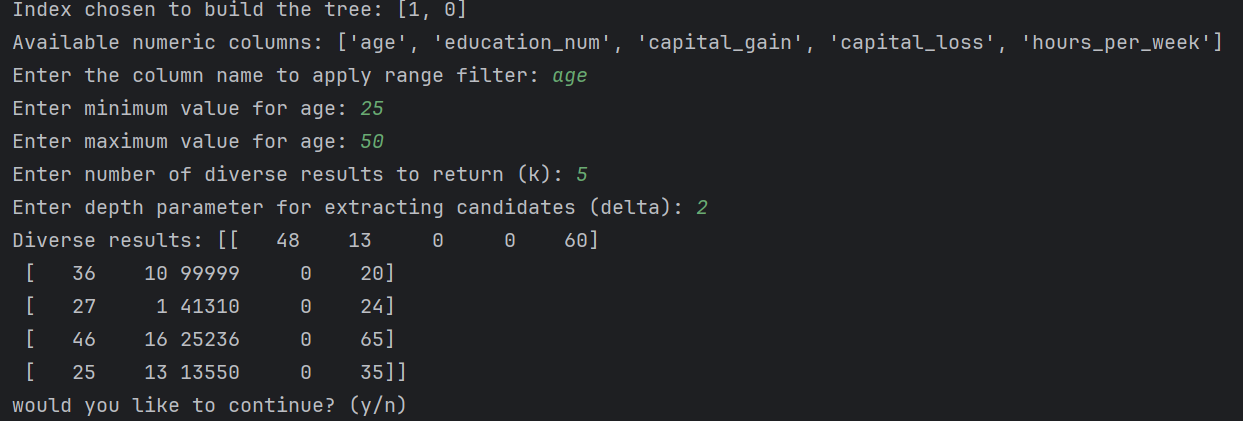 Index chosen to build the tree: [1, 0]
Available numeric columns: ['age', 'education_num', 'capital_gain', 'capital_loss', 'hours_per_week']
Enter the column name to apply range filter: age
Enter minimum value for age: 25
Enter maximum value for age: 50
Enter number of diverse results to return (k): 5
Enter depth parameter for extracting candidates (delta): 2
Diverse results: [[   48    13     0     0    60]
 [   36    10 99999     0    20]
 [   27     1 41310     0    24]
 [   46    16 25236     0    65]
 [   25    13 13550     0    35]]
would you like to continue? (y/n)